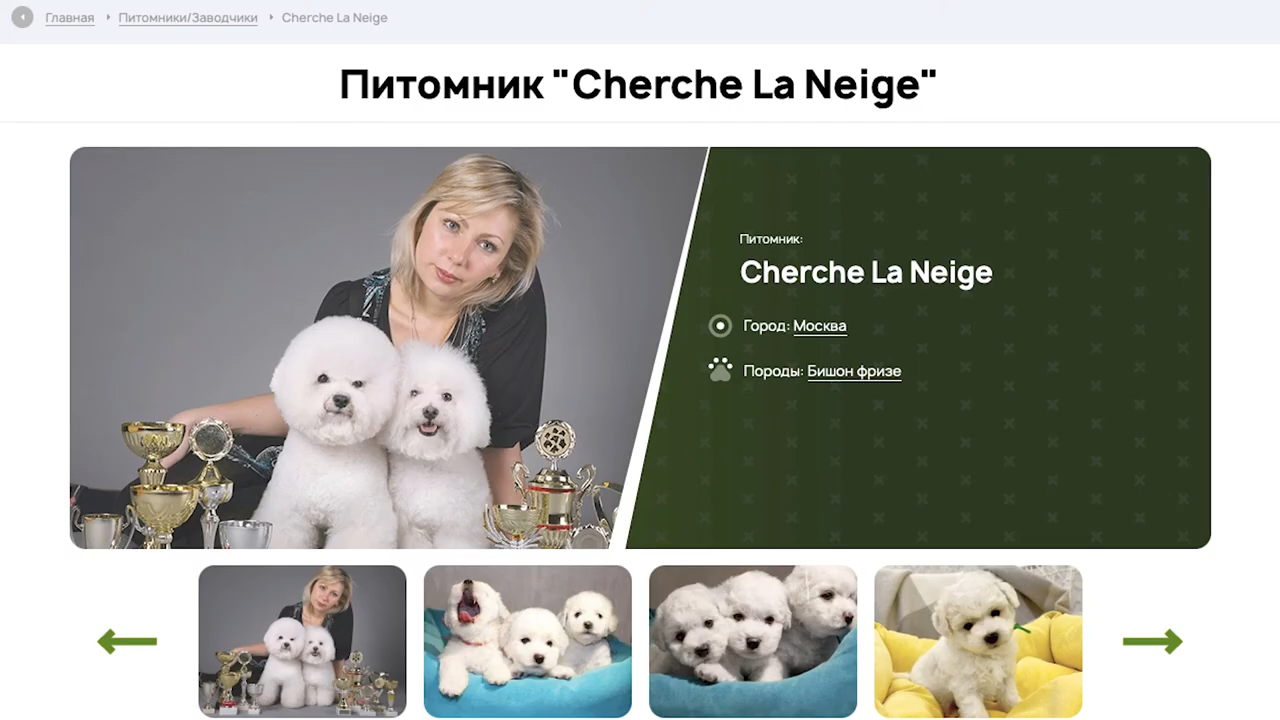 Главная Питомники/Заводчики Cherche La Neige
Питомник "Cherche La Neige"
Питомник:
Cherche La Neige
Город: Москва
Породы: Бишон фризе